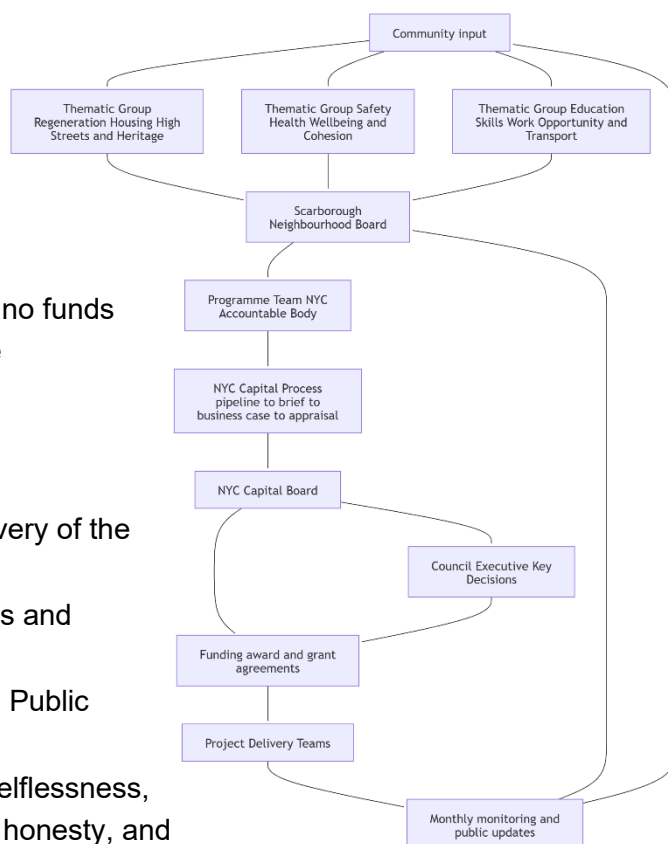 Community input
Thematic Group
Regeneration Housing High
Streets and Heritage
Thematic Group Safety
Health Wellbeing and
Cohesion
Thematic Group Education
Skills Work Opportunity and
Transport
Scarborough
Neighbourhood Board
no funds
Programme Team NYC
Accountable Body
NYC Capital Process
pipeline to brief to
business case to appraisal
NYC Capital Board
very of the
Council Executive Key
Decisions
s and
Funding award and grant
agreements
Public
Project Delivery Teams
elflessness,
honesty, and
Monthly monitoring and
public updates